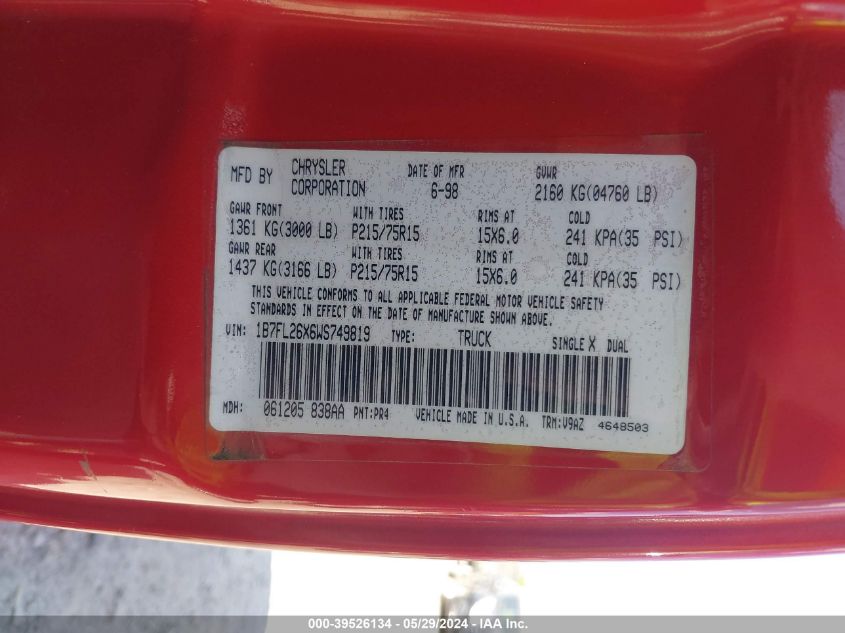 MFD BY CHRYSLER CORPORATION DATE OF MFR 6-98 GVWR 2160 KG(04760 LB)
GAWR FRONT WITH TIRES RIMS AT COLD
1361 KG(3000 LB) P215/75R15 15X6.0 241 KPA(35 PSI)
GAWR REAR WITH TIRES RIMS AT COLD
1437 KG(3166 LB) P215/75R15 15X6.0 241 KPA(35 PSI)
THIS VEHICLE CONFORMS TO ALL APPLICABLE FEDERAL MOTOR VEHICLE SAFETY
STANDARDS IN EFFECT ON THE DATE OF MANUFACTURE SHOWN ABOVE.
VIN: 1B7FL26X6WS749819 TYPE: TRUCK SINGLE X DUAL
MDH: 061205 838AA PNT:PR4 VEHICLE MADE IN U.S.A. TRM:V9AZ 4648503
000-39526134 - 05/29/2024 - IAA Inc.